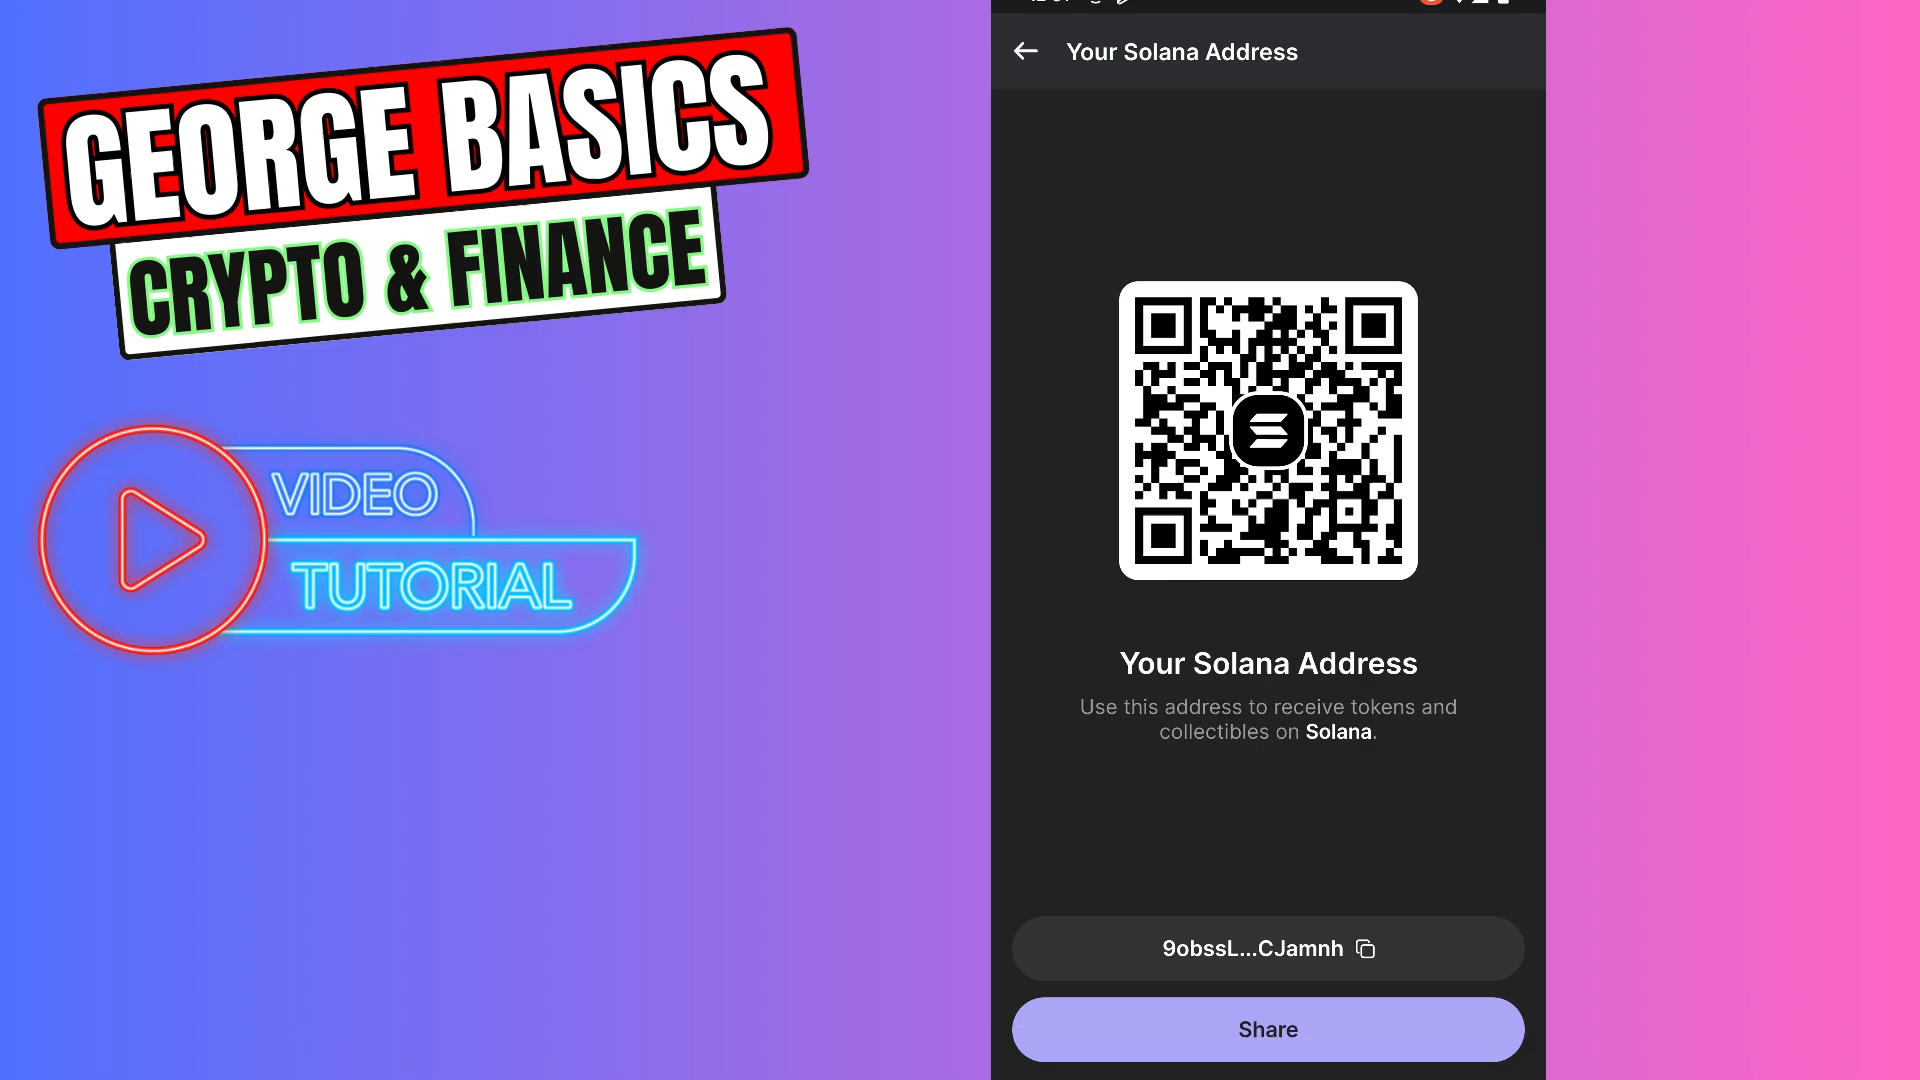 GEORGE BASICS
CRYPTO & FINANCE
VIDEO
TUTORIAL
Your Solana Address
Your Solana Address
Use this address to receive tokens and
collectibles on Solana.
9obssL...CJamnh
Share